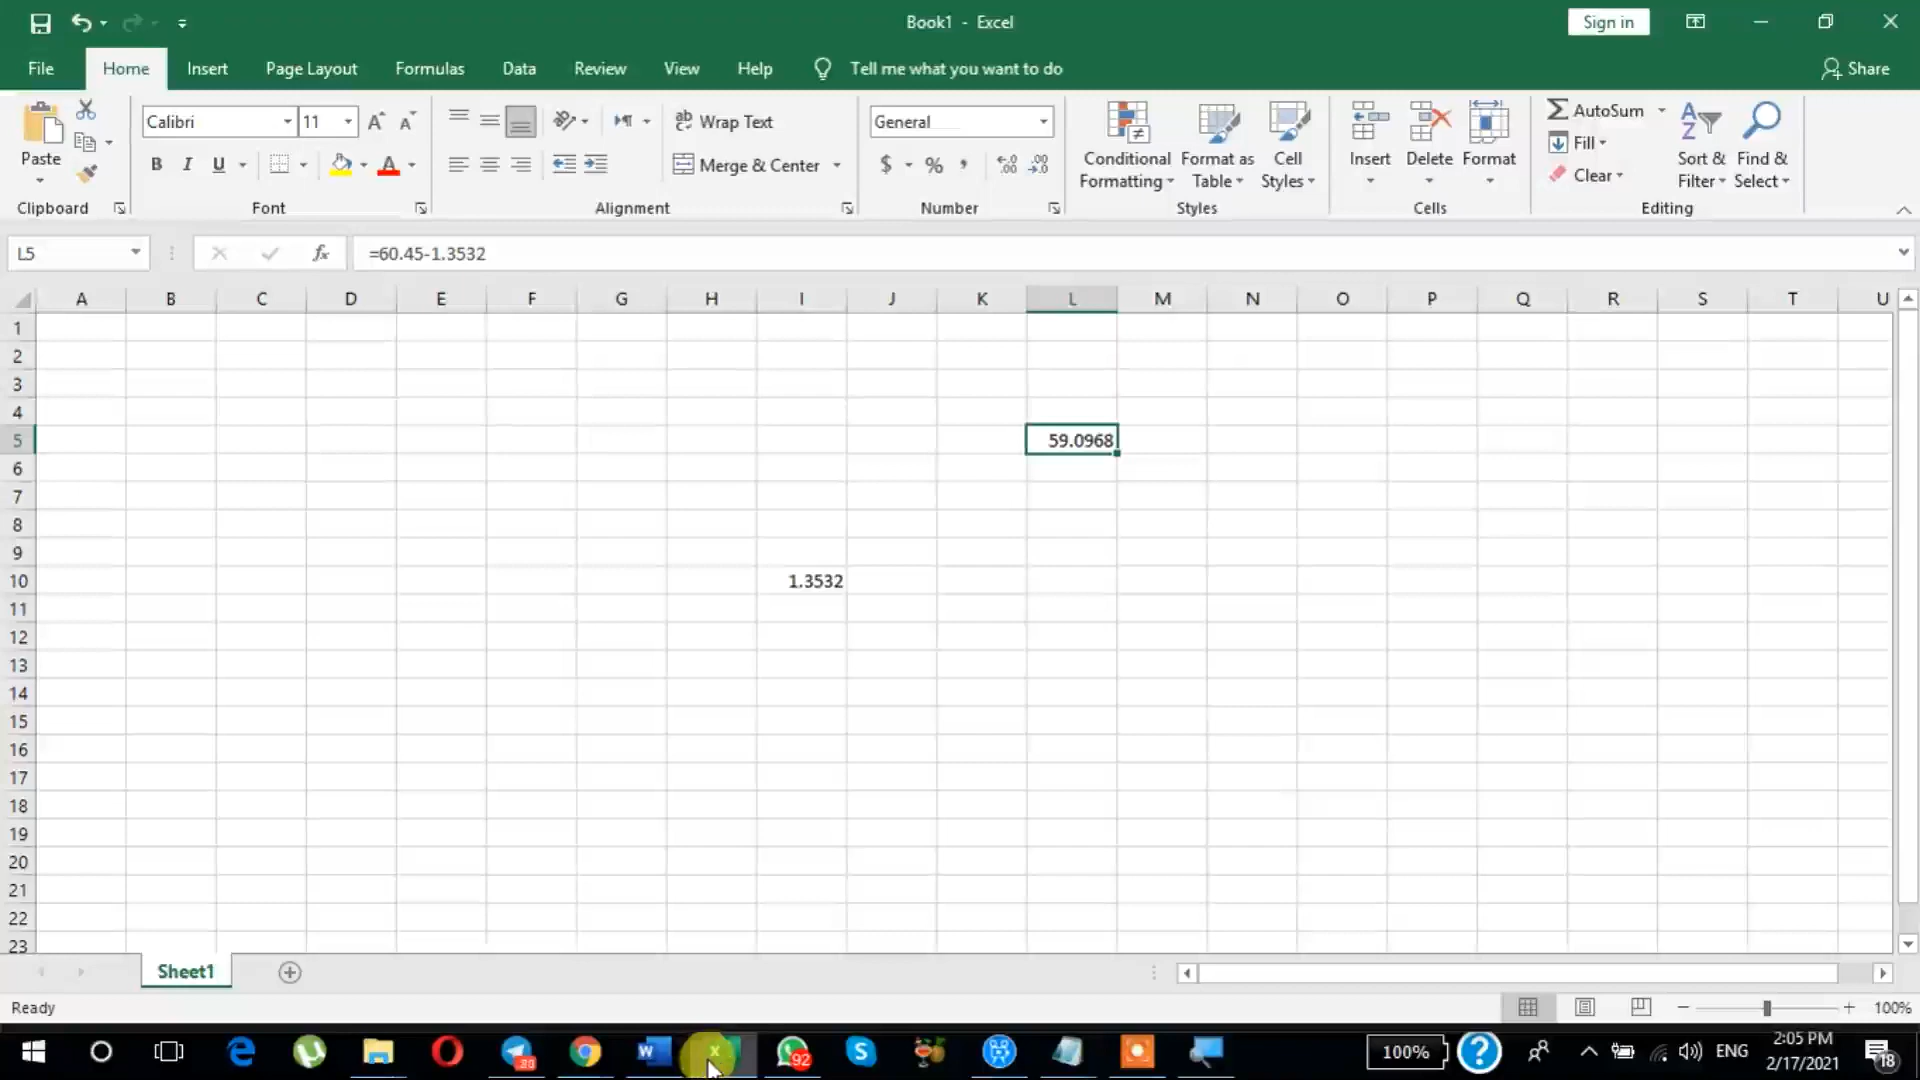 Book1 - Excel
Sign in
File Home Insert Page Layout Formulas Data Review View Help Tell me what you want to do Share
Paste
Clipboard
Calibri 11
B I U A
Font
Wrap Text
Merge & Center
Alignment
General
$ % ,
Number
Conditional Formatting
Format as Table
Cell Styles
Styles
Insert Delete Format
Cells
AutoSum
Fill
Clear
Sort & Filter
Find & Select
Editing
L5 fx =60.45-1.3532
A B C D E F G H I J K L M N O P Q R S T U
1
2
3
4
5 59.0968
6
7
8
9
10 1.3532
11
12
13
14
15
16
17
18
19
20
21
22
23
Sheet1
Ready 100%
20 92 100% ENG 2:05 PM
2/17/2021 18